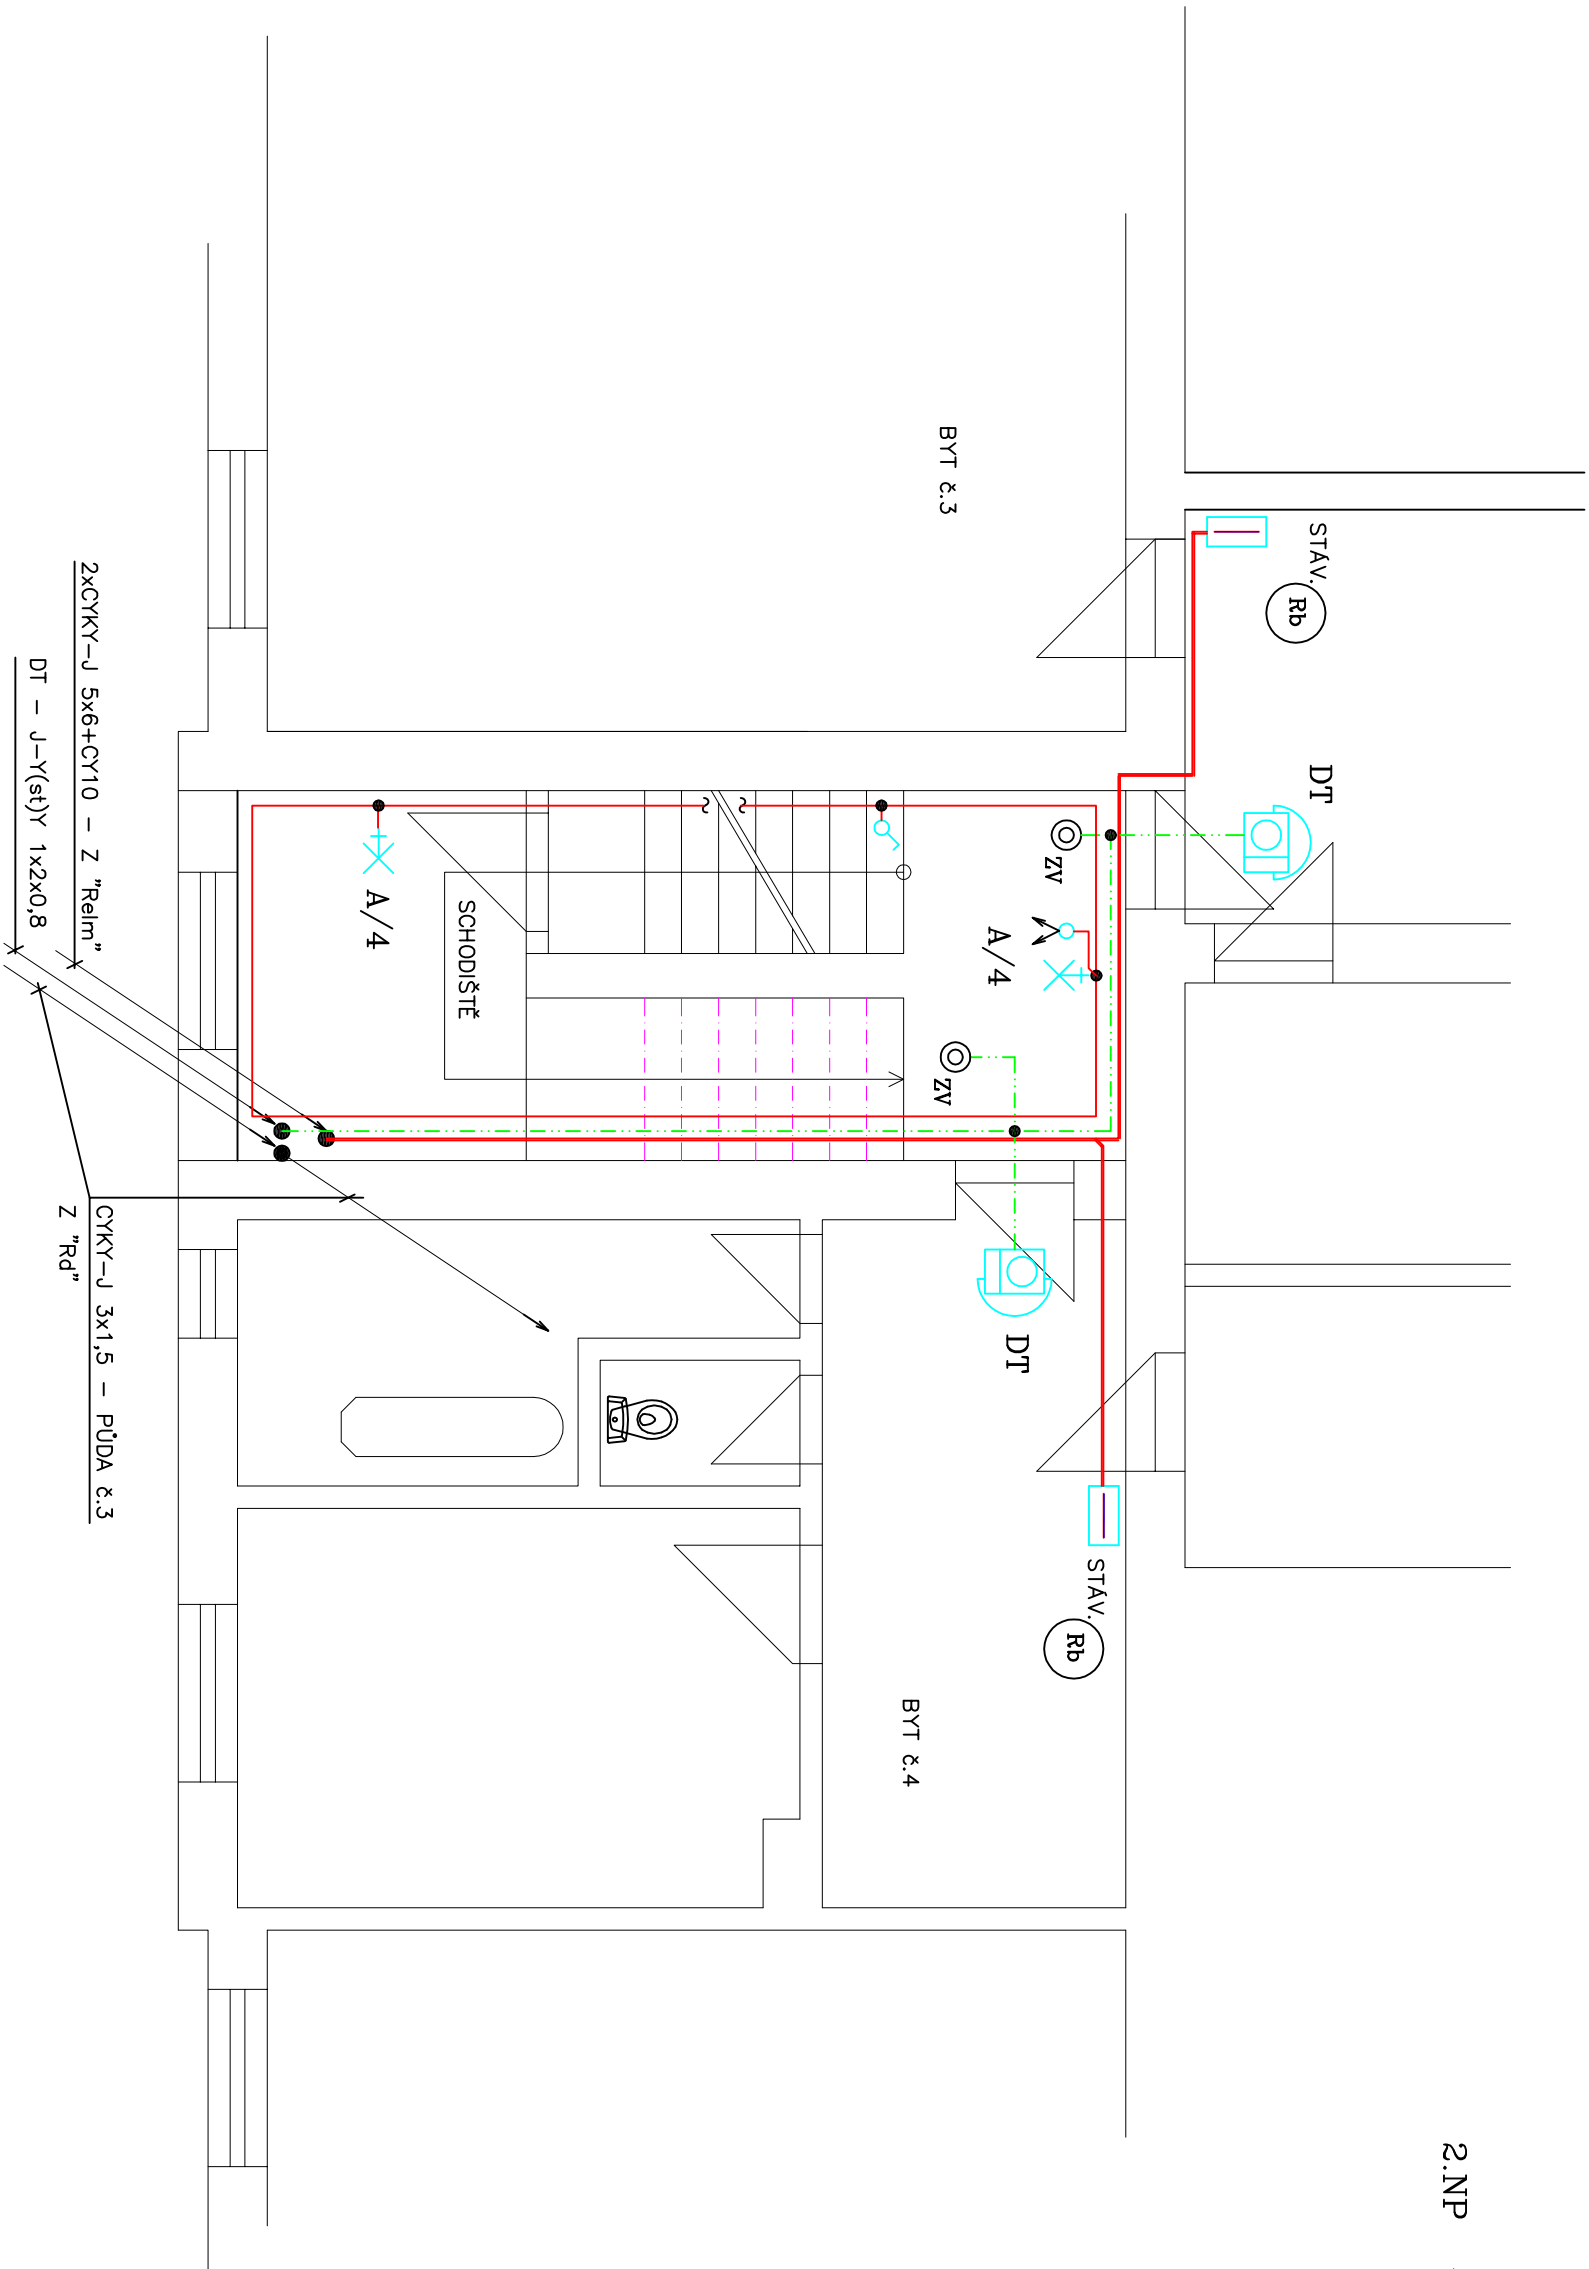 2.NP
STÁV.
Rb
DT
BYT č.3
ZV
A/4
ZV
DT
STÁV.
Rb
BYT č.4
A/4
SCHODIŠTĚ
2xCYKY-J 5x6+CY10 - Z "Relm"
DT - J-Y(st)Y 1x2x0,8
CYKY-J 3x1,5 - PŮDA č.3
Z "Rd"